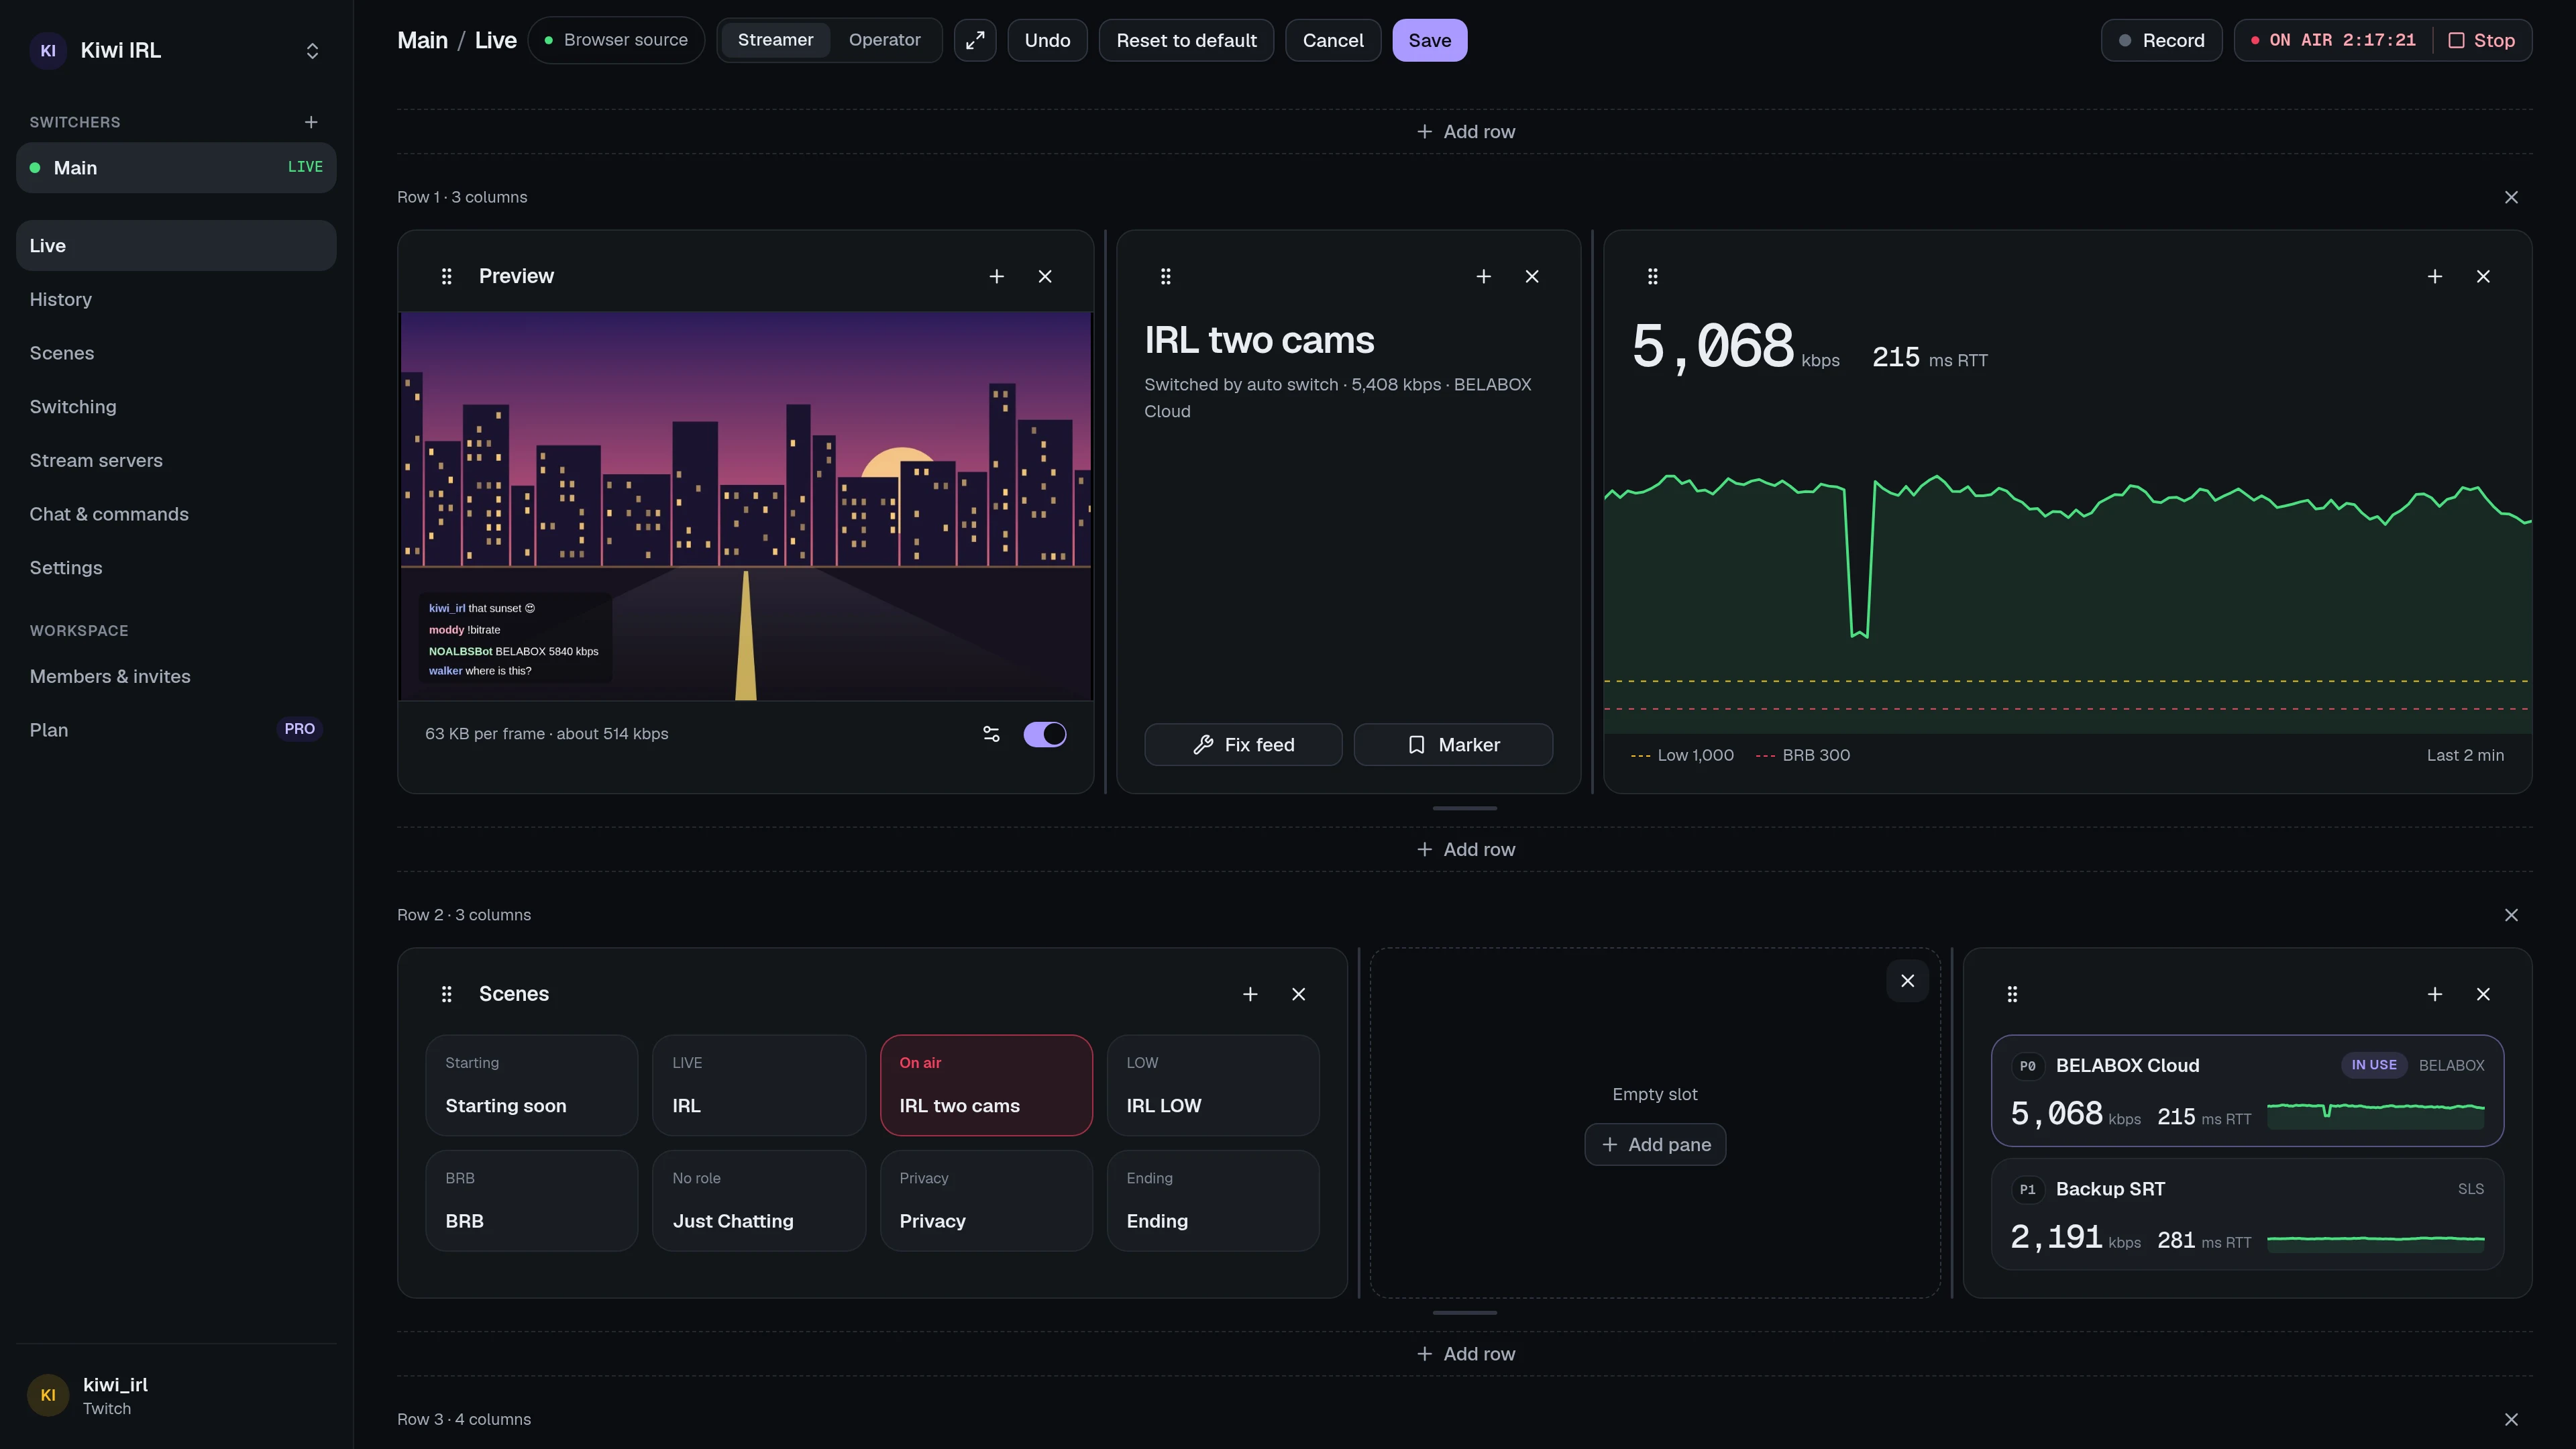 KI Kiwi IRL
SWITCHERS
Main LIVE
Live
History
Scenes
Switching
Stream servers
Chat & commands
Settings
WORKSPACE
Members & invites
Plan PRO
KI kiwi_irl
Twitch
Main / Live Browser source Streamer Operator Undo Reset to default Cancel Save Record ON AIR 2:17:21 Stop
Add row
Row 1 · 3 columns
Preview
kiwi_irl that sunset 😍
moddy !bitrate
NOALBSBot BELABOX 5840 kbps
walker where is this?
63 KB per frame · about 514 kbps
IRL two cams
Switched by auto switch · 5,408 kbps · BELABOX
Cloud
Fix feed Marker
5,068 kbps 215 ms RTT
Low 1,000 BRB 300 Last 2 min
Add row
Row 2 · 3 columns
Scenes
Starting LIVE On air LOW
Starting soon IRL IRL two cams IRL LOW
BRB No role Privacy Ending
BRB Just Chatting Privacy Ending
Empty slot
Add pane
P0 BELABOX Cloud IN USE BELABOX
5,068 kbps 215 ms RTT
P1 Backup SRT SLS
2,191 kbps 281 ms RTT
Add row
Row 3 · 4 columns